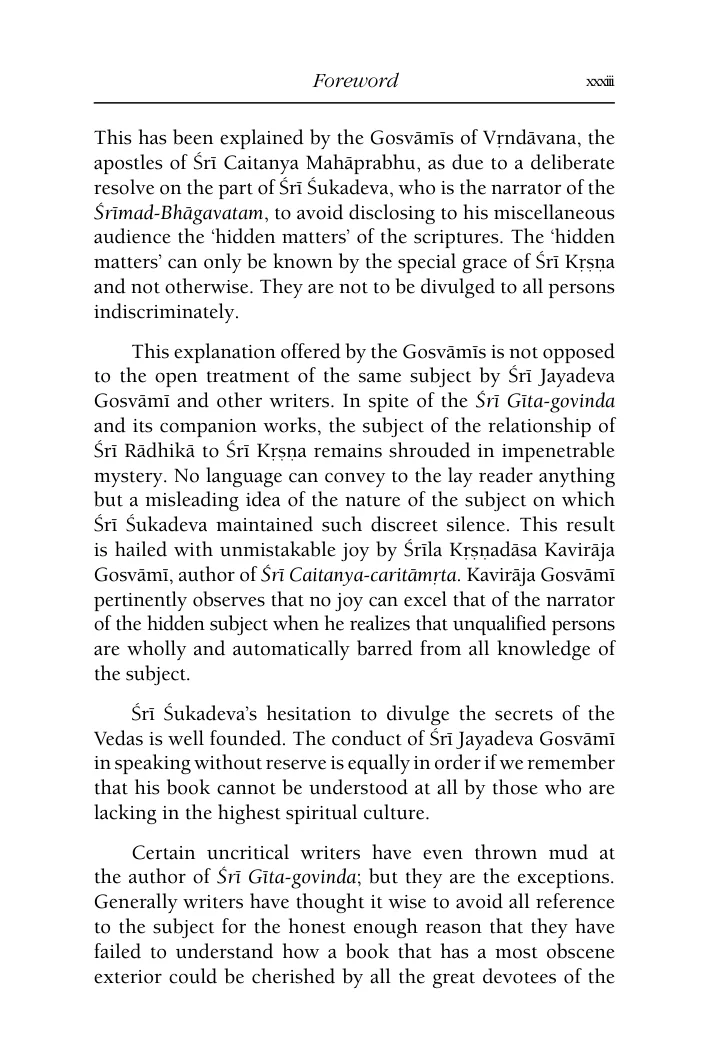 Foreword
xxxiii
This has been explained by the Gosvāmīs of Vṛndāvana, the
apostles of Śrī Caitanya Mahāprabhu, as due to a deliberate
resolve on the part of Śrī Śukadeva, who is the narrator of the
Śrīmad-Bhāgavatam, to avoid disclosing to his miscellaneous
audience the ‘hidden matters’ of the scriptures. The ‘hidden
matters’ can only be known by the special grace of Śrī Kṛṣṇa
and not otherwise. They are not to be divulged to all persons
indiscriminately.
This explanation offered by the Gosvāmīs is not opposed
to the open treatment of the same subject by Śrī Jayadeva
Gosvāmī and other writers. In spite of the Śrī Gīta-govinda
and its companion works, the subject of the relationship of
Śrī Rādhikā to Śrī Kṛṣṇa remains shrouded in impenetrable
mystery. No language can convey to the lay reader anything
but a misleading idea of the nature of the subject on which
Śrī Śukadeva maintained such discreet silence. This result
is hailed with unmistakable joy by Śrīla Kṛṣṇadāsa Kavirāja
Gosvāmī, author of Śrī Caitanya-caritāmṛta. Kavirāja Gosvāmī
pertinently observes that no joy can excel that of the narrator
of the hidden subject when he realizes that unqualified persons
are wholly and automatically barred from all knowledge of
the subject.
Śrī Śukadeva’s hesitation to divulge the secrets of the
Vedas is well founded. The conduct of Śrī Jayadeva Gosvāmī
in speaking without reserve is equally in order if we remember
that his book cannot be understood at all by those who are
lacking in the highest spiritual culture.
Certain uncritical writers have even thrown mud at
the author of Śrī Gīta-govinda; but they are the exceptions.
Generally writers have thought it wise to avoid all reference
to the subject for the honest enough reason that they have
failed to understand how a book that has a most obscene
exterior could be cherished by all the great devotees of the